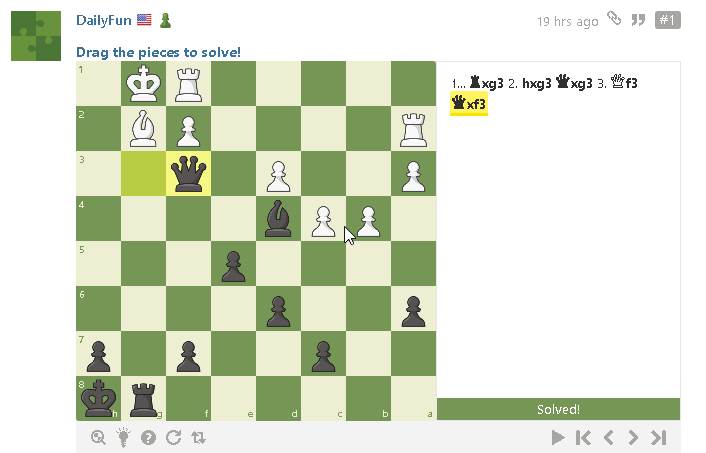 DailyFun 19 hrs ago #1
Drag the pieces to solve!
1... ♜xg3 2. hxg3 ♛xg3 3. ♕f3
♛xf3
1
2
3
4
5
6
7
8 h g f e d c b a
Solved!